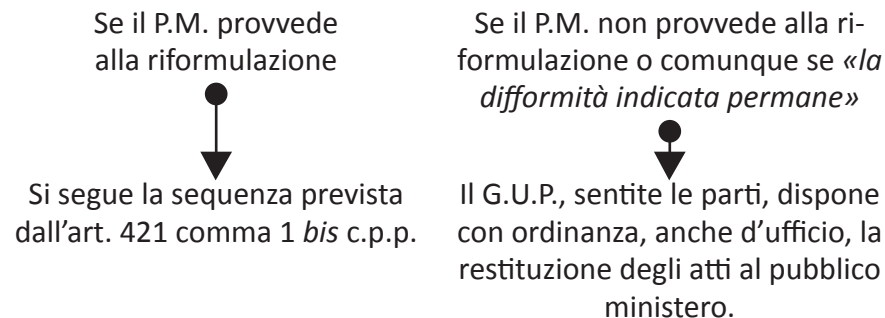 Se il P.M. provvede
alla riformulazione
Si segue la sequenza prevista
dall'art. 421 comma 1 bis c.p.p.
Se il P.M. non provvede alla ri-
formulazione o comunque se «la
difformità indicata permane»
Il G.U.P., sentite le parti, dispone
con ordinanza, anche d'ufficio, la
restituzione degli atti al pubblico
ministero.